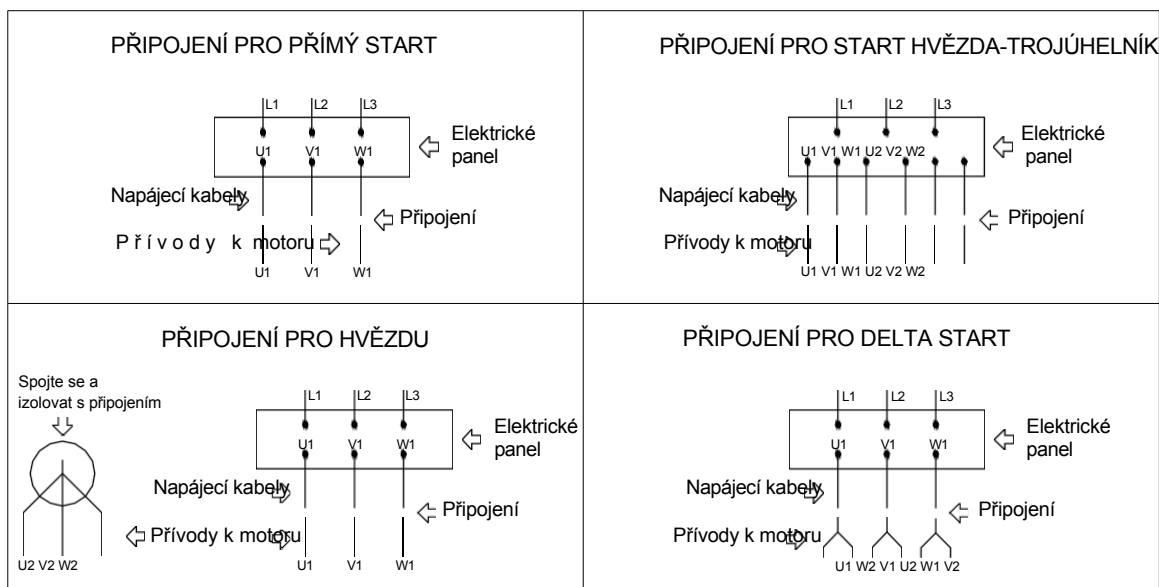 PŘIPOJENÍ PRO PŘÍMÝ START
L1 L2 L3
U1 V1 W1
Elektrické
panel
Napájecí kabely
Připojení
Přívody k motoru
U1 V1 W1
PŘIPOJENÍ PRO START HVĚZDA-TROJÚHELNÍK
L1 L2 L3
U1 V1 W1 U2 V2 W2
Elektrické
panel
Napájecí kabely
Připojení
Přívody k motoru
U1 V1 W1 U2 V2 W2
PŘIPOJENÍ PRO HVĚZDU
Spojte se a
izolovat s připojením
U2 V2 W2
L1 L2 L3
U1 V1 W1
Elektrické
panel
Napájecí kabely
Připojení
Přívody k motoru
U1 V1 W1
PŘIPOJENÍ PRO DELTA START
L1 L2 L3
U1 V1 W1
Elektrické
panel
Napájecí kabely
Připojení
Přívody k motoru
U1 W2 V1 U2 W1 V2